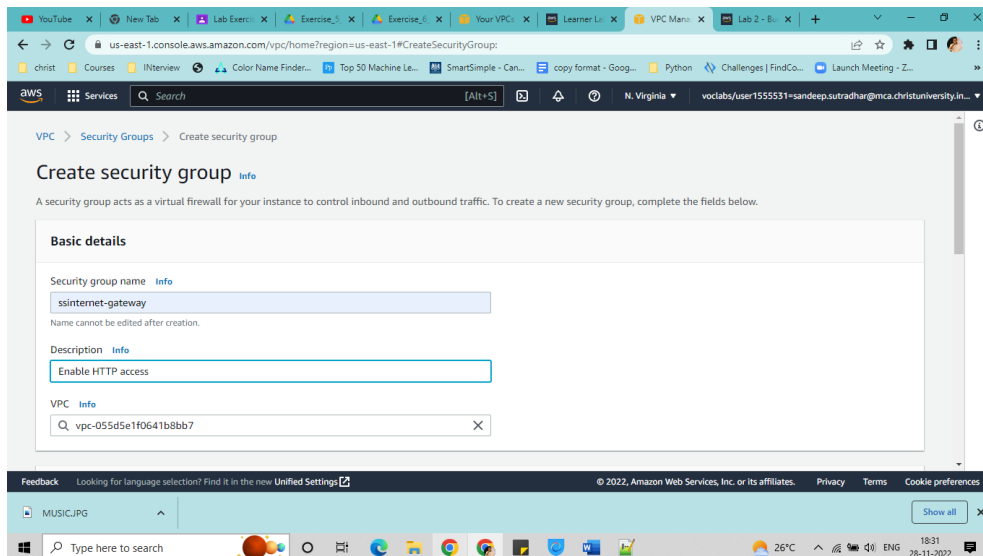 YouTube
New Tab
Lab Exerci
Exercise_5
Exercise_6
Your VPCs
Learner La
VPC Mana
Lab 2 - Bu
us-east-1.console.aws.amazon.com/vpc/home?region=us-east-1#CreateSecurityGroup:
christ
Courses
INterview
Color Name Finder...
Top 50 Machine Le...
SmartSimple - Can...
copy format - Goog...
Python
Challenges | FindCo...
Launch Meeting - Z...
aws
Services
Search
[Alt+S]
N. Virginia
voclabs/user1555531=sandeep.sutradhar@mca.christuniversity.in...
VPC > Security Groups > Create security group
Create security group Info
A security group acts as a virtual firewall for your instance to control inbound and outbound traffic. To create a new security group, complete the fields below.
Basic details
Security group name Info
ssinternet-gateway
Name cannot be edited after creation.
Description Info
Enable HTTP access
VPC Info
vpc-055d5e1f0641b8bb7
Feedback
Looking for language selection? Find it in the new Unified Settings
© 2022, Amazon Web Services, Inc. or its affiliates.
Privacy
Terms
Cookie preferences
MUSIC.JPG
Show all
Type here to search
26°C
ENG
18:31
28-11-2022